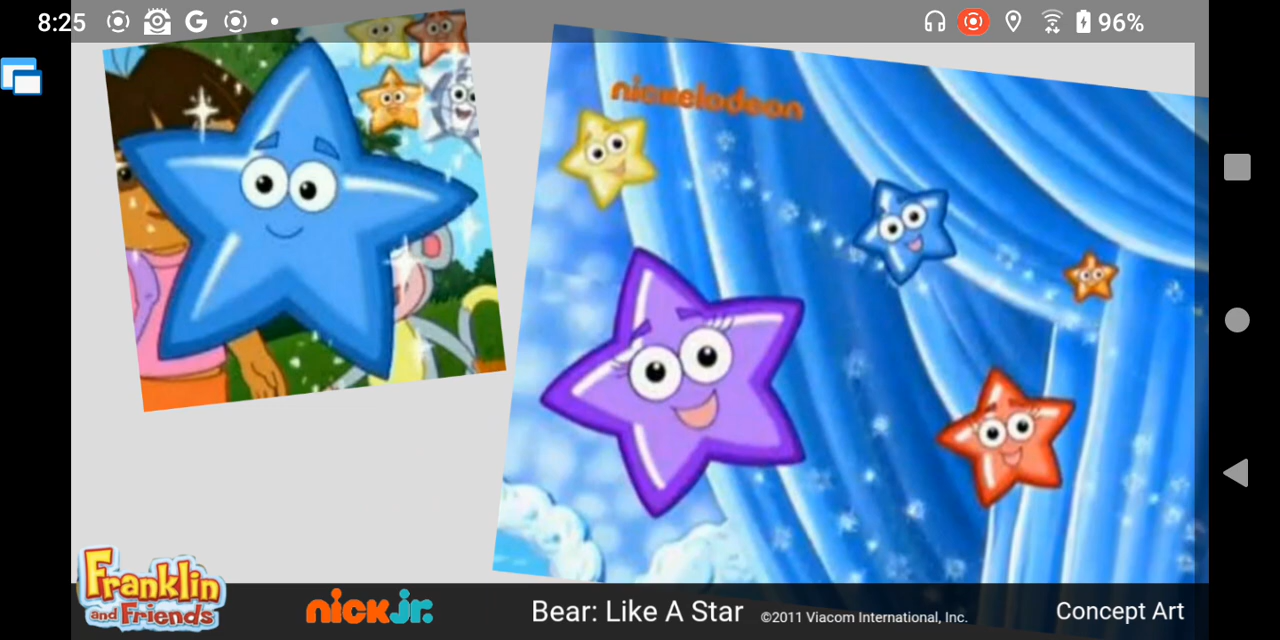 8:25
G
96%
nickelodeon
Franklin
and Friends
nick jr.
Bear: Like A Star
©2011 Viacom International, Inc.
Concept Art